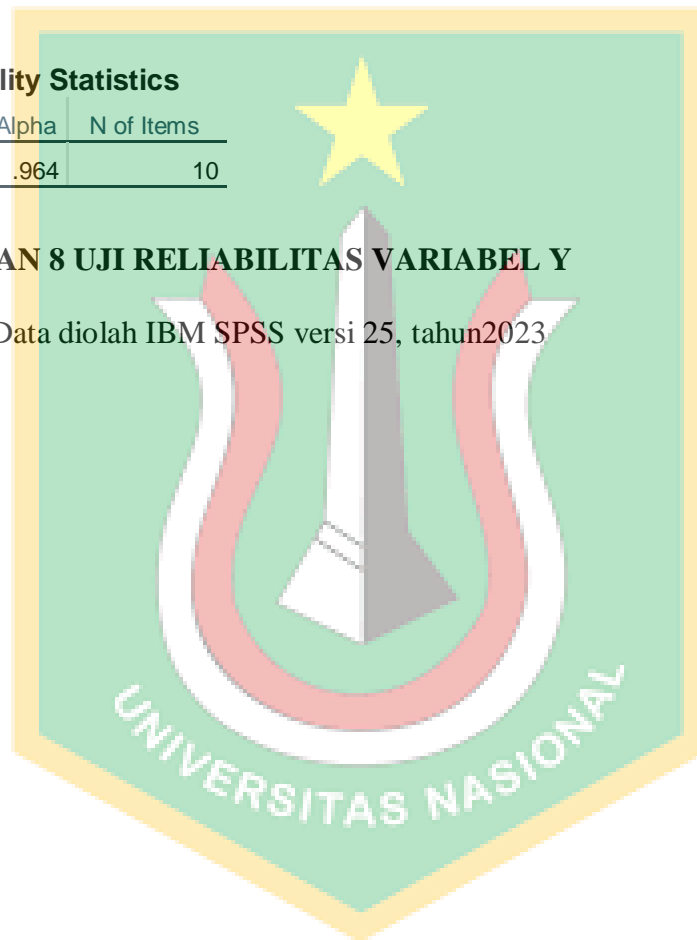 lity Statistics
Alpha N of Items
.964 10
AN 8 UJI RELIABILITAS VARIABEL Y
Data diolah IBM SPSS versi 25, tahun2023
UNIVERSITAS NASIONAL